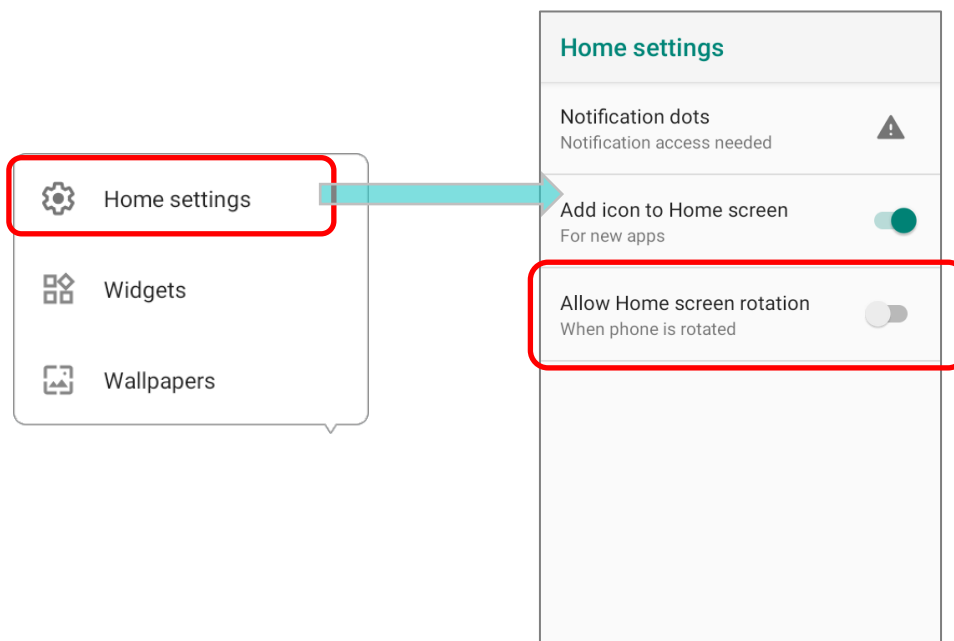 Home settings
Widgets
Wallpapers
Home settings
Notification dots
Notification access needed
Add icon to Home screen
For new apps
Allow Home screen rotation
When phone is rotated